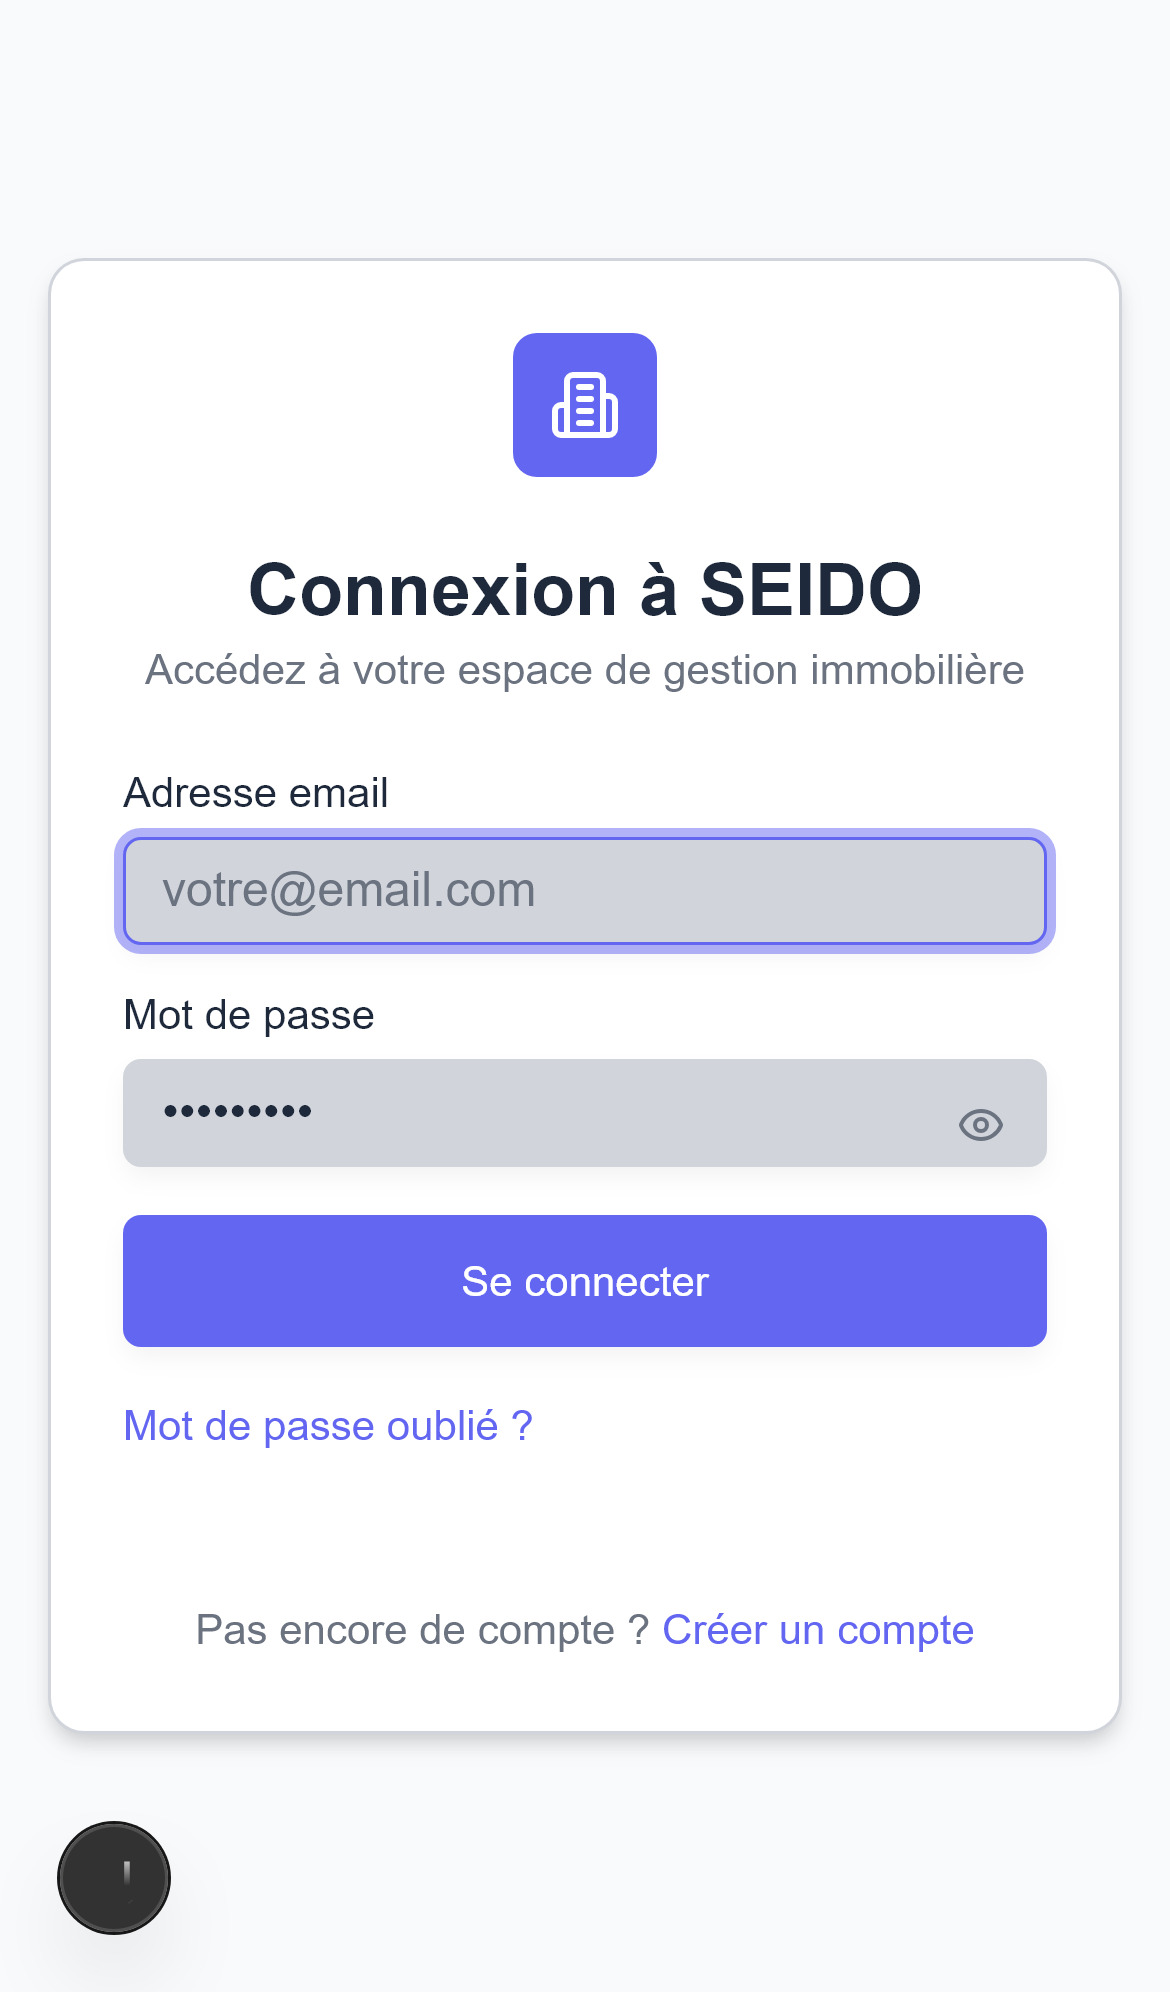 Connexion à SEIDO
Accédez à votre espace de gestion immobilière
Adresse email
votre@email.com
Mot de passe
•••••••••
Se connecter
Mot de passe oublié ?
Pas encore de compte ? Créer un compte